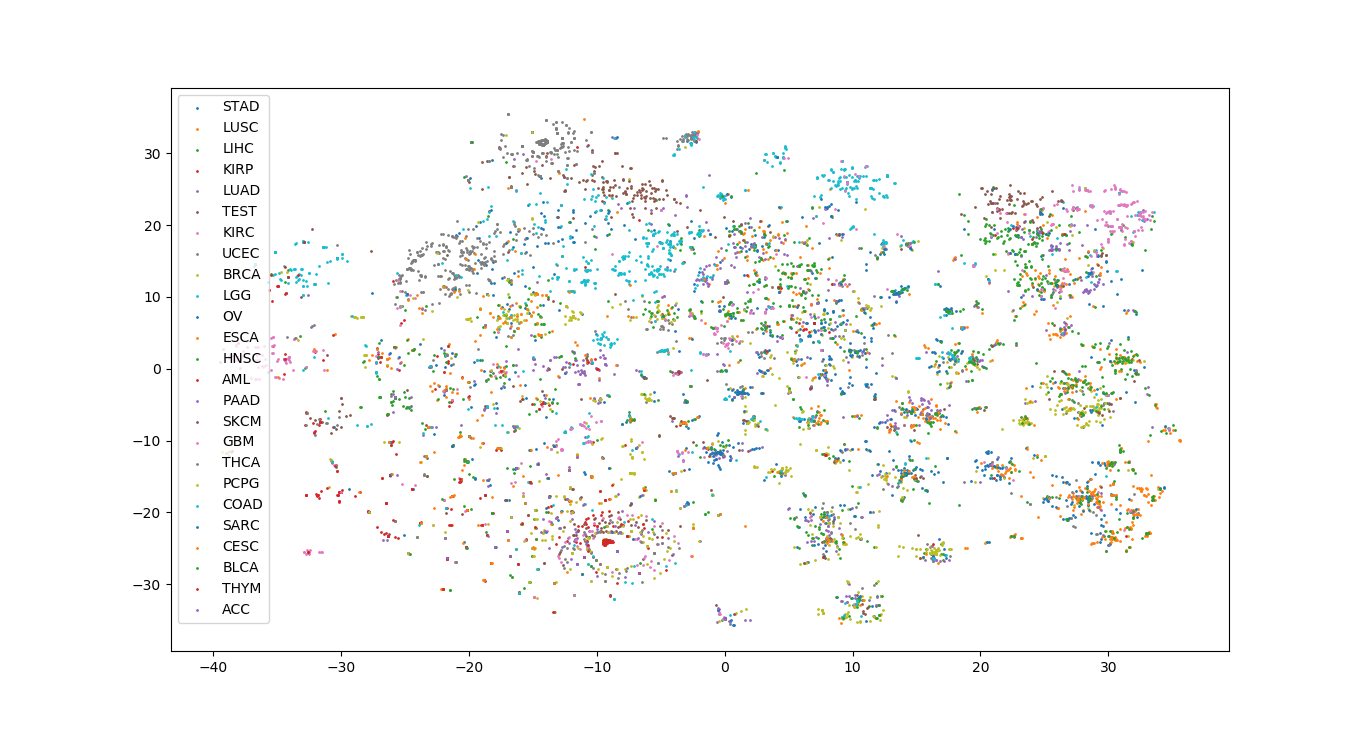 STAD
LUSC
LIHC
KIRP
LUAD
TEST
KIRC
UCEC
BRCA
LGG
OV
ESCA
HNSC
AML
PAAD
SKCM
GBM
THCA
PCPG
COAD
SARC
CESC
BLCA
THYM
ACC
30
20
10
0
−10
−20
−30
−40 −30 −20 −10 0 10 20 30